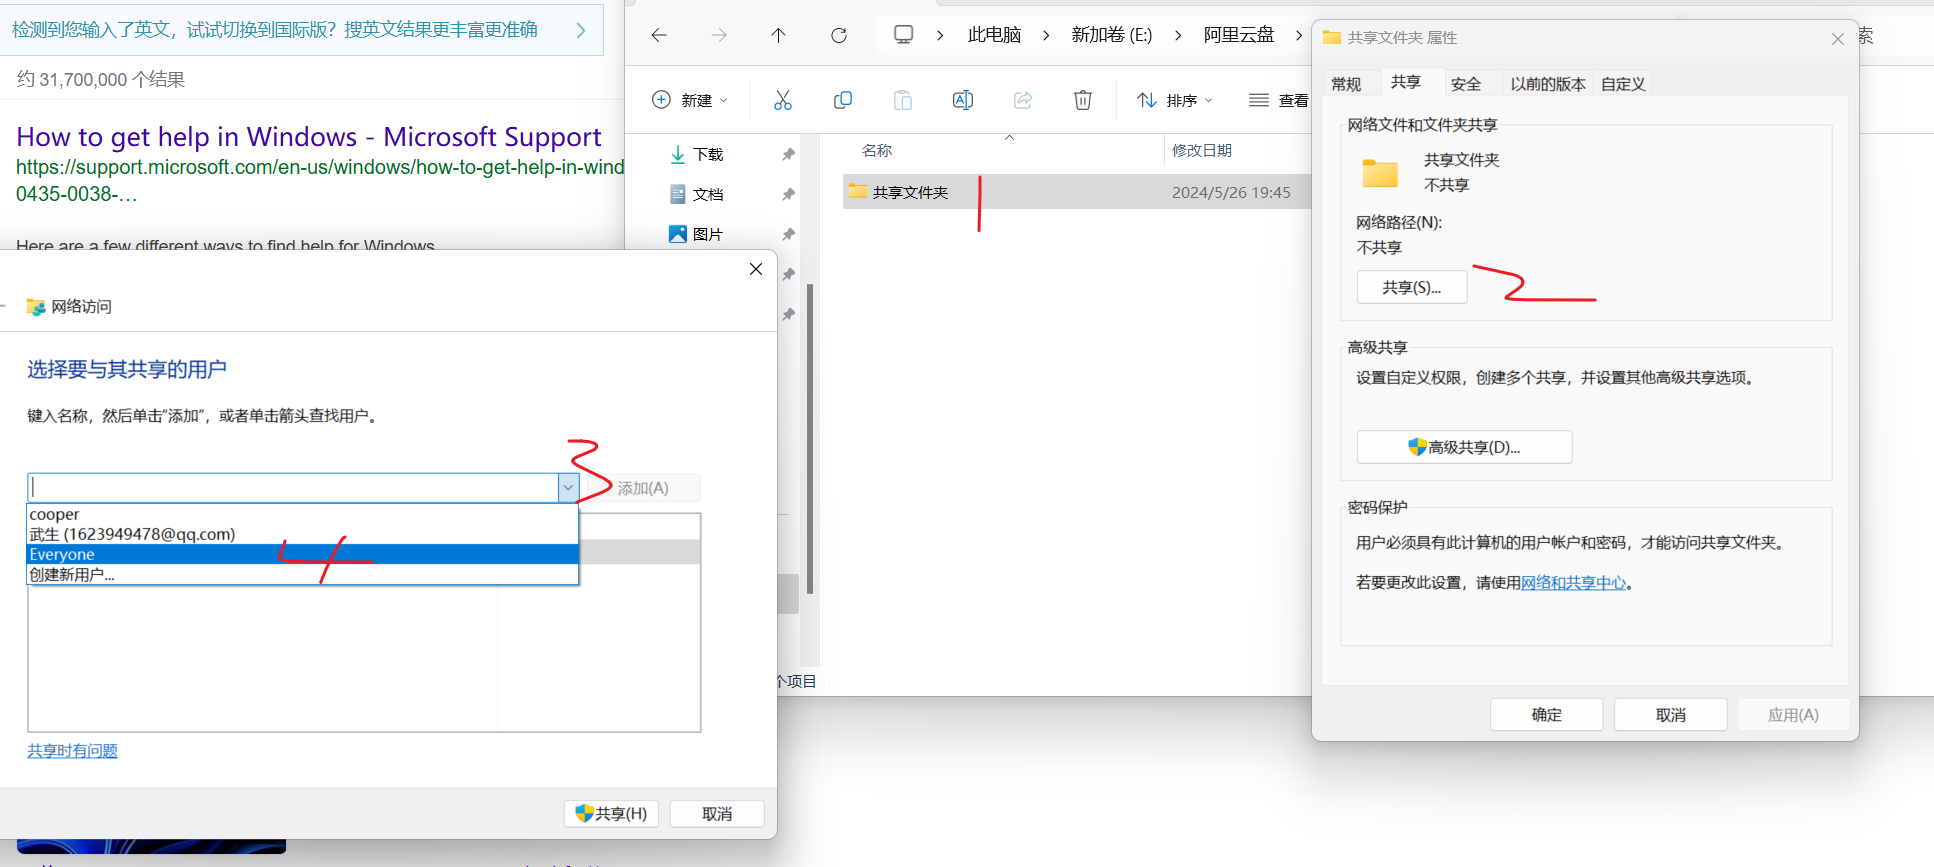 检测到您输入了英文，试试切换到国际版？搜英文结果更丰富更准确
约 31,700,000 个结果
How to get help in Windows - Microsoft Support
https://support.microsoft.com/en-us/windows/how-to-get-help-in-wind
0435-0038-…
Here are a few different ways to find help for Windows
网络访问
选择要与其共享的用户
键入名称，然后单击“添加”，或者单击箭头查找用户。
3
添加(A)
cooper
武生 (1623949478@qq.com)
Everyone
4
创建新用户...
共享时有问题
共享(H)
取消
此电脑
新加卷 (E:)
阿里云盘
索
新建
排序
查看
下载
文档
图片
名称
修改日期
共享文件夹
1
2024/5/26 19:45
个项目
共享文件夹 属性
常规
共享
安全
以前的版本
自定义
网络文件和文件夹共享
共享文件夹
不共享
网络路径(N):
不共享
共享(S)...
2
高级共享
设置自定义权限，创建多个共享，并设置其他高级共享选项。
高级共享(D)...
密码保护
用户必须具有此计算机的用户帐户和密码，才能访问共享文件夹。
若要更改此设置，请使用网络和共享中心。
确定
取消
应用(A)